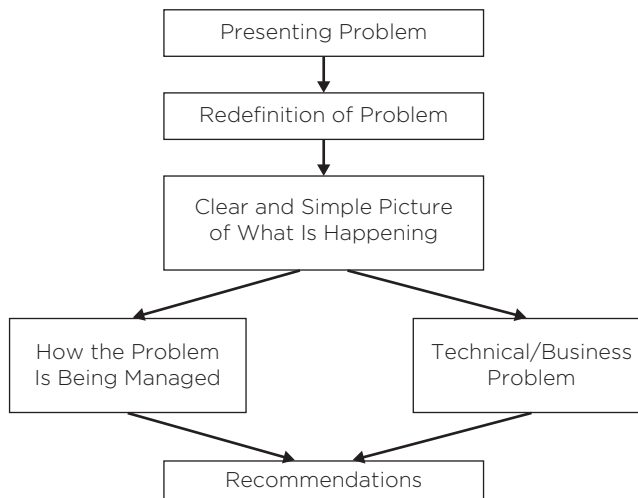 Presenting Problem
Redefinition of Problem
Clear and Simple Picture
of What Is Happening
How the Problem
Is Being Managed
Technical/Business
Problem
Recommendations